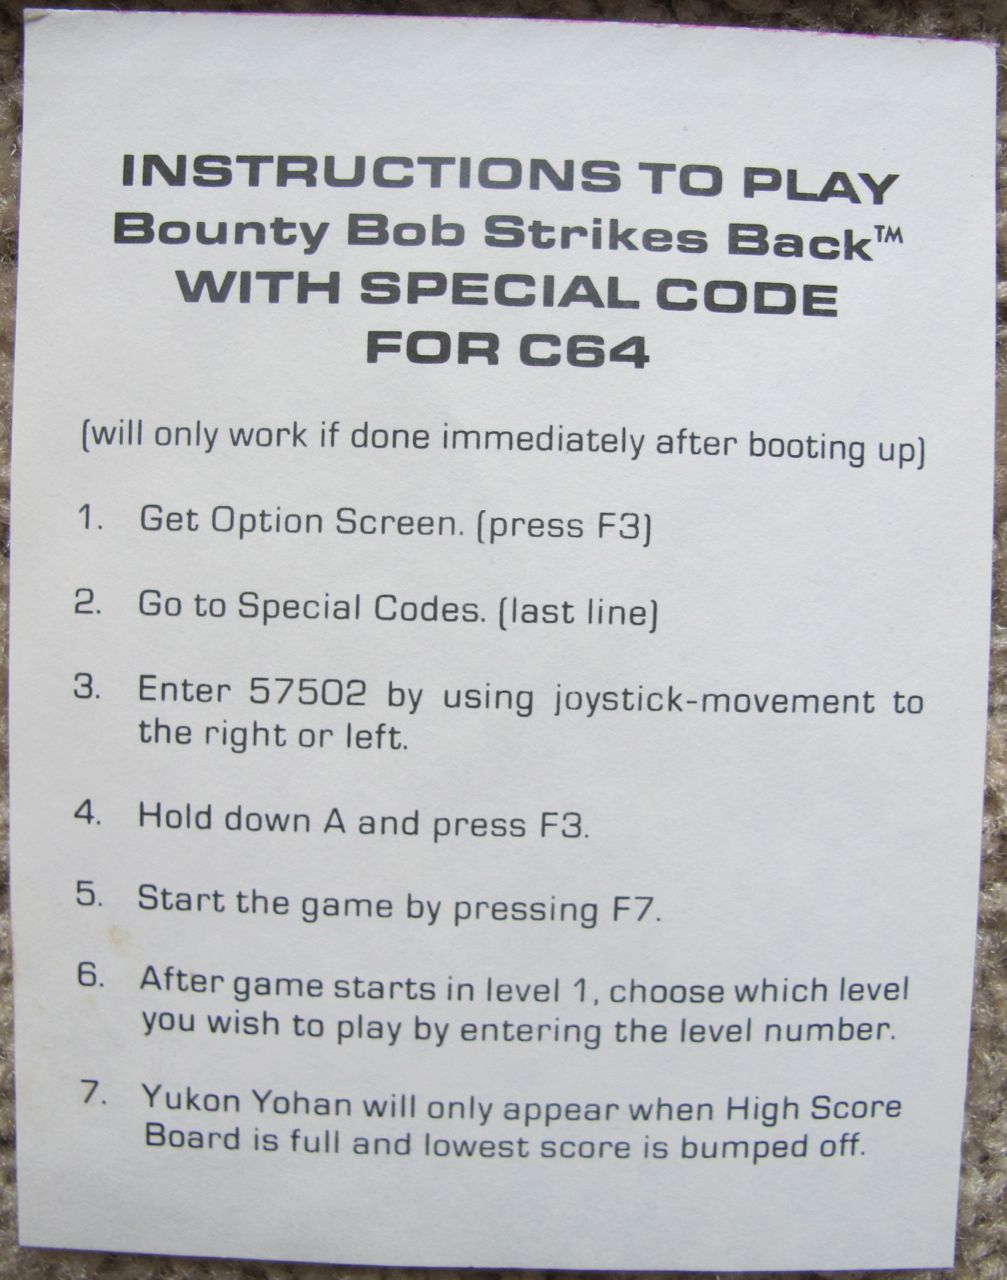 INSTRUCTIONS TO PLAY
Bounty Bob Strikes Back™
WITH SPECIAL CODE
FOR C64
(will only work if done immediately after booting up)
1. Get Option Screen. (press F3)
2. Go to Special Codes. (last line)
3. Enter 57502 by using joystick-movement to
the right or left.
4. Hold down A and press F3.
5. Start the game by pressing F7.
6. After game starts in level 1, choose which level
you wish to play by entering the level number.
7. Yukon Yohan will only appear when High Score
Board is full and lowest score is bumped off.